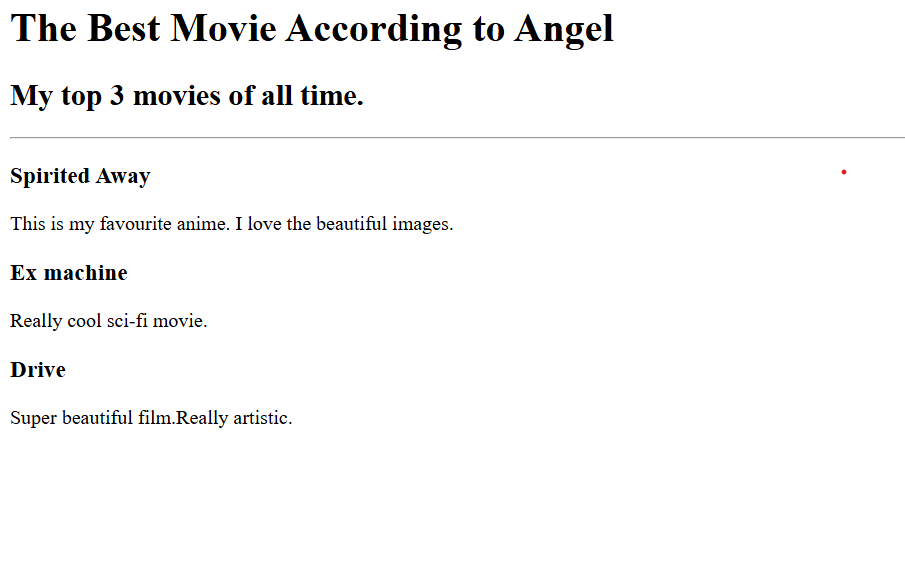 The Best Movie According to Angel
My top 3 movies of all time.
Spirited Away
This is my favourite anime. I love the beautiful images.
Ex machine
Really cool sci-fi movie.
Drive
Super beautiful film.Really artistic.